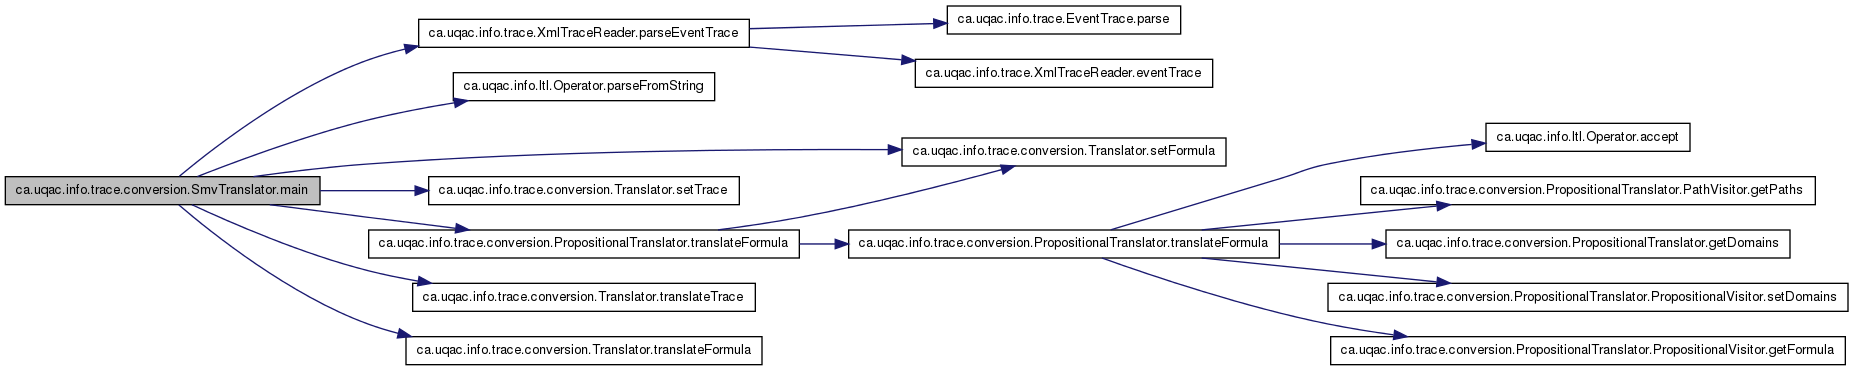 ca.uqac.info.trace.EventTrace.parse
ca.uqac.info.trace.XmlTraceReader.parseEventTrace
ca.uqac.info.trace.XmlTraceReader.eventTrace
ca.uqac.info.ltl.Operator.parseFromString
ca.uqac.info.ltl.Operator.accept
ca.uqac.info.trace.conversion.Translator.setFormula
ca.uqac.info.trace.conversion.SmvTranslator.main
ca.uqac.info.trace.conversion.Translator.setTrace
ca.uqac.info.trace.conversion.PropositionalTranslator.PathVisitor.getPaths
ca.uqac.info.trace.conversion.PropositionalTranslator.translateFormula
ca.uqac.info.trace.conversion.PropositionalTranslator.translateFormula
ca.uqac.info.trace.conversion.PropositionalTranslator.getDomains
ca.uqac.info.trace.conversion.Translator.translateTrace
ca.uqac.info.trace.conversion.PropositionalTranslator.PropositionalVisitor.setDomains
ca.uqac.info.trace.conversion.Translator.translateFormula
ca.uqac.info.trace.conversion.PropositionalTranslator.PropositionalVisitor.getFormula